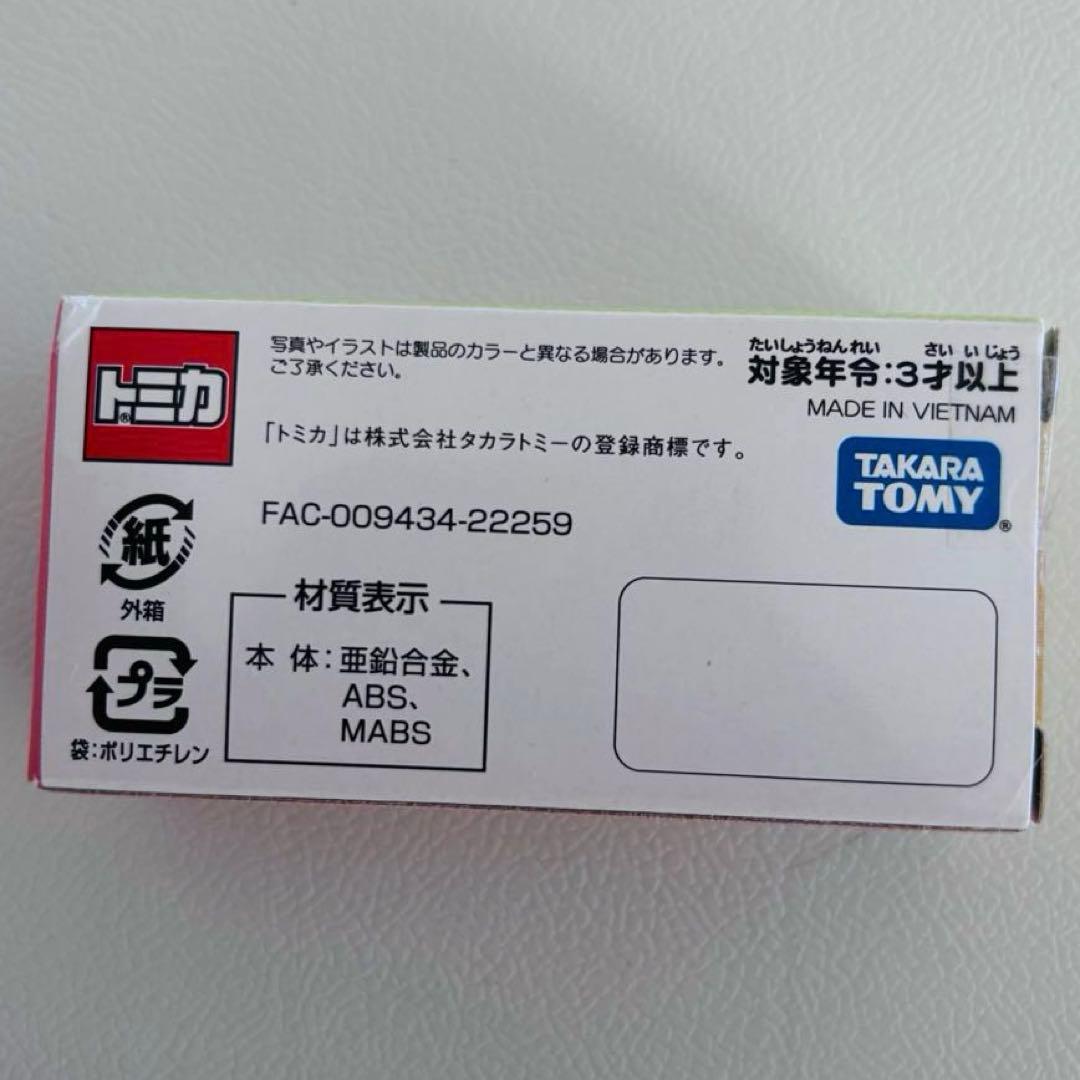 トミカ®
写真やイラストは製品のカラーと異なる場合があります。
ご了承ください。
「トミカ」は株式会社タカラトミーの登録商標です。
たいしょうねんれい さいいじょう
対象年令:3才以上
MADE IN VIETNAM
TAKARA
TOMY®
FAC-009434-22259
紙
外箱
プラ
袋:ポリエチレン
材質表示
本 体:亜鉛合金、
ABS、
MABS